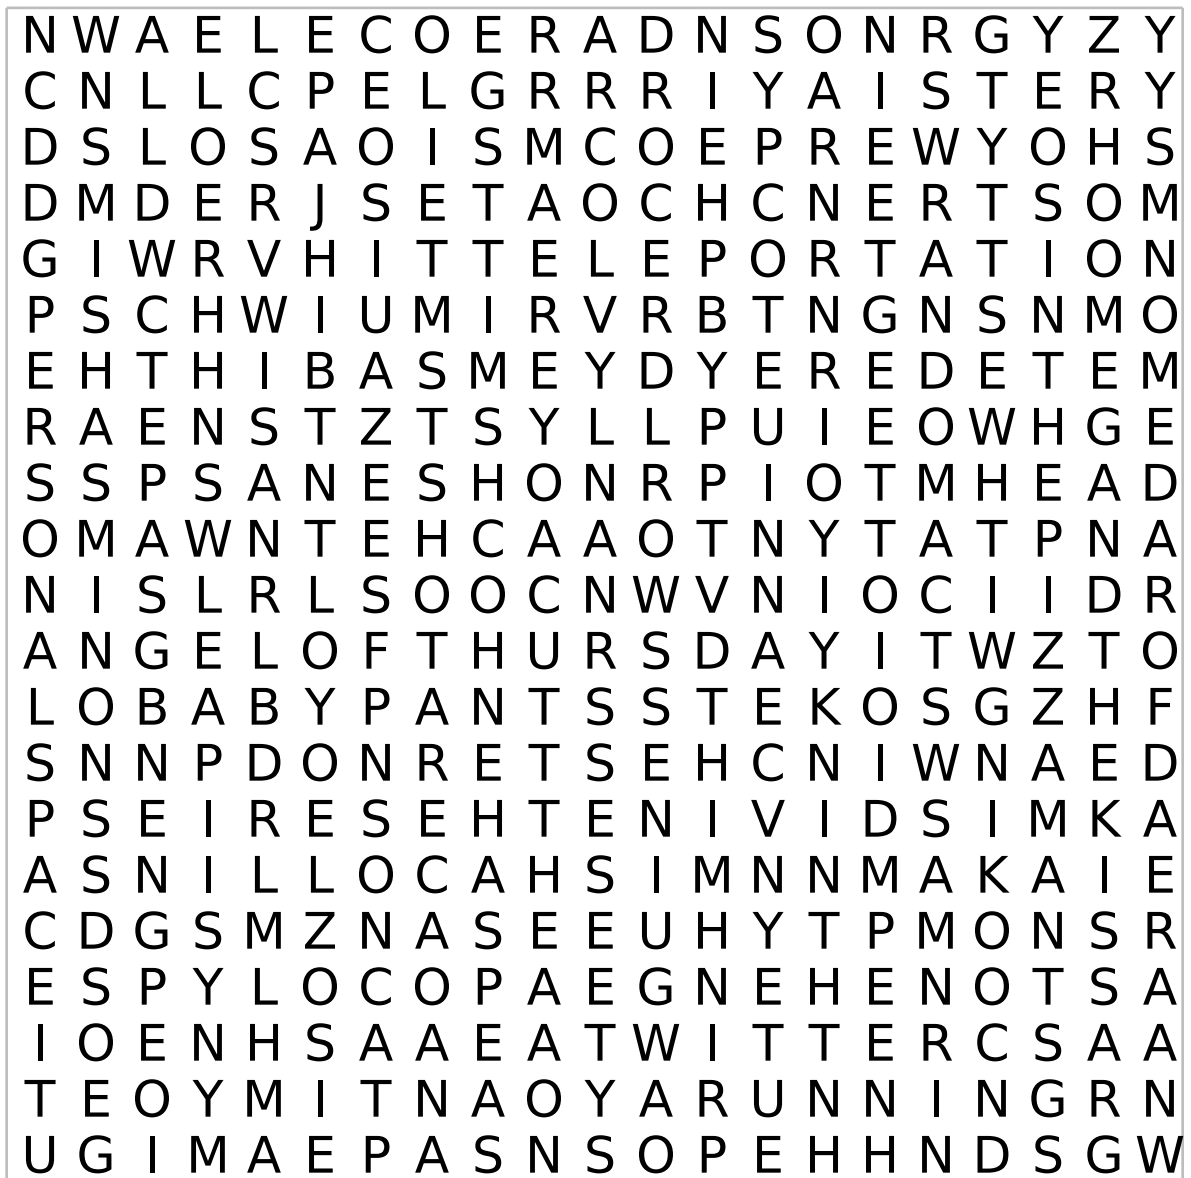 N W A E L E C O E R A D N S O N R G Y Z Y
C N L L C P E L G R R R I Y A I S T E R Y
D S L O S A O I S M C O E P R E W Y O H S
D M D E R J S E T A O C H C N E R T S O M
G I W R V H I T T E L E P O R T A T I O N
P S C H W I U M I R V R B T N G N S N M O
E H T H I B A S M E Y D Y E R E D E T E M
R A E N S T Z T S Y L L P U I E O W H G E
S S P S A N E S H O N R P I O T M H E A D
O M A W N T E H C A A O T N Y T A T P N A
N I S L R L S O O C N W V N I O C I I D R
A N G E L O F T H U R S D A Y I T W Z T O
L O B A B Y P A N T S S T E K O S G Z H F
S N N P D O N R E T S E H C N I W N A E D
P S E I R E S E H T E N I V I D S I M K A
A S N I L L O C A H S I M N N M A K A I E
C D G S M Z N A S E E U H Y T P M O N S R
E S P Y L O C O P A E G N E H E N O T S A
I O E N H S A A E A T W I T T E R C S A A
T E O Y M I T N A O Y A R U N N I N G R N
U G I M A E P A S N S O P E H H N D S G W